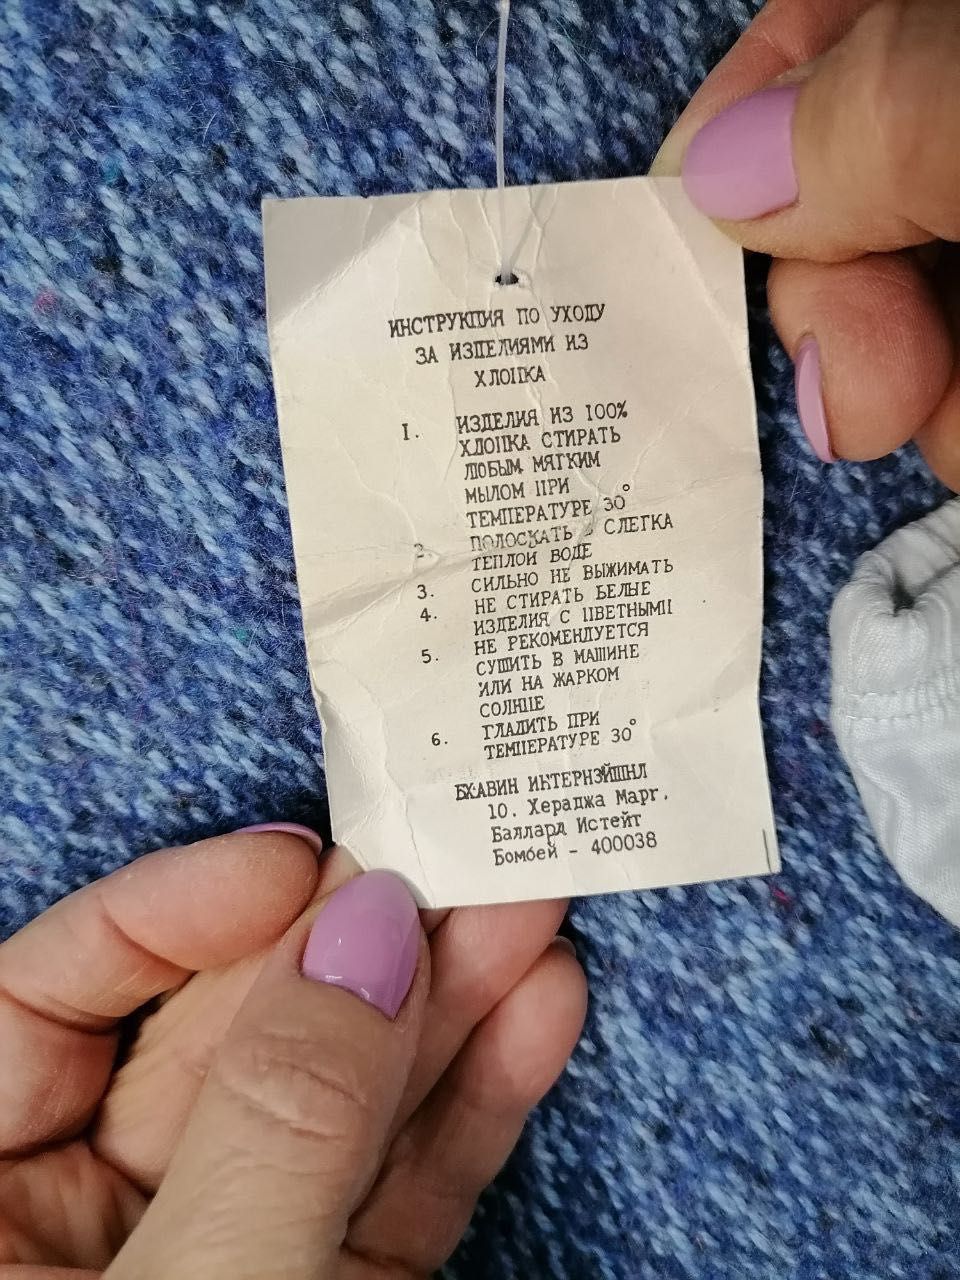 ИНСТРУКЦИЯ ПО УХОДУ
ЗА ИЗДЕЛИЯМИ ИЗ
ХЛОПКА
I. ИЗДЕЛИЯ ИЗ 100%
ХЛОПКА СТИРАТЬ
ЛЮБЫМ МЯГКИМ
МЫЛОМ ПРИ
ТЕМПЕРАТУРЕ 30°
2. ПОЛОСКАТЬ В СЛЕГКА
ТЕПЛОЙ ВОДЕ
3. СИЛЬНО НЕ ВЫЖИМАТЬ
4. НЕ СТИРАТЬ БЕЛЫЕ
ИЗДЕЛИЯ С ЦВЕТНЫМИ
5. НЕ РЕКОМЕНДУЕТСЯ
СУШИТЬ В МАШИНЕ
ИЛИ НА ЖАРКОМ
СОЛНЦЕ
6. ГЛАДИТЬ ПРИ
ТЕМПЕРАТУРЕ 30°
БХАВИН ИНТЕРНЭЙШНЛ
10. Хераджа Марг.
Баллард Истейт
Бомбей - 400038